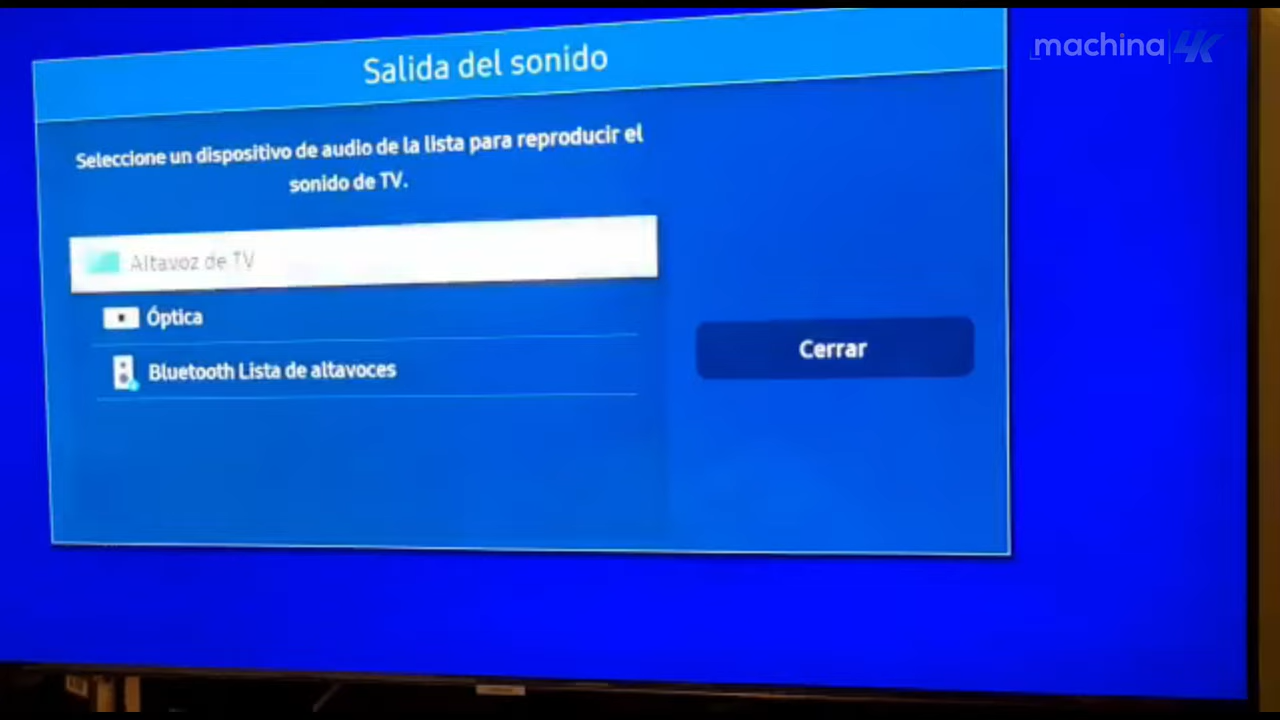 machina 4K
Salida del sonido
Seleccione un dispositivo de audio de la lista para reproducir el
sonido de TV.
Altavoz de TV
Óptica
Bluetooth Lista de altavoces
Cerrar